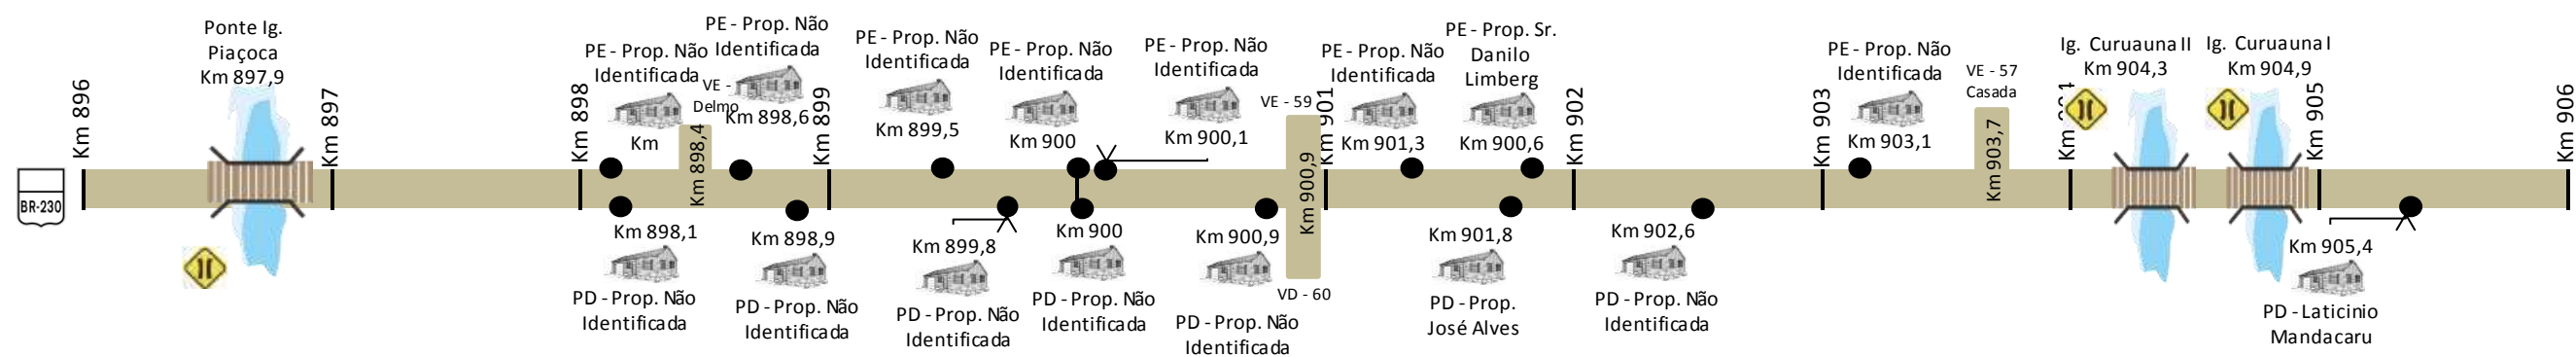 BR-230
Km 896
Ponte Ig.
Piaçoca
Km 897,9
Km 897
Km 898
PE - Prop. Não
Identificada
Km
VE -
Delmo
Km 898,4
PE - Prop. Não
Identificada
Km 898,6
Km 899
PE - Prop. Não
Identificada
Km 899,5
PE - Prop. Não
Identificada
Km 900
PE - Prop. Não
Identificada
Km 900,1
VE - 59
Km 900,9
VD - 60
Km 901
PE - Prop. Não
Identificada
Km 901,3
PE - Prop. Sr.
Danilo
Limberg
Km 900,6
Km 902
Km 903
PE - Prop. Não
Identificada
Km 903,1
VE - 57
Casada
Km 903,7
Km 904
Ig. Curuauna II
Km 904,3
Ig. Curuauna I
Km 904,9
Km 905
Km 906
Km 898,1
PD - Prop. Não
Identificada
Km 898,9
PD - Prop. Não
Identificada
Km 899,8
PD - Prop. Não
Identificada
Km 900
PD - Prop. Não
Identificada
Km 900,9
PD - Prop. Não
Identificada
Km 901,8
PD - Prop.
José Alves
Km 902,6
PD - Prop. Não
Identificada
Km 905,4
PD - Laticinio
Mandacaru